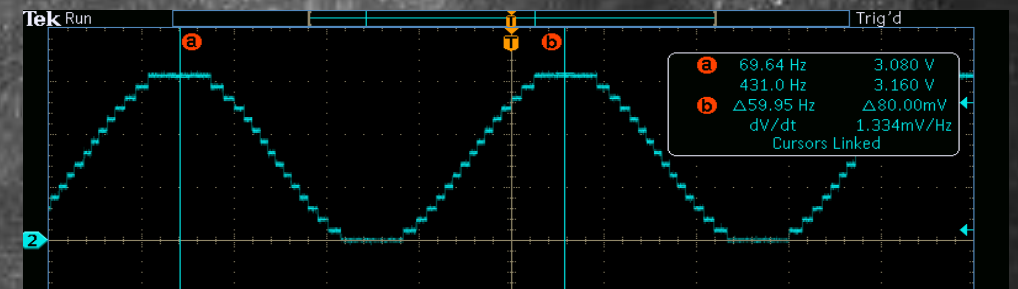 Tek Run Trig'd
T
a T b
a 69.64 Hz 3.080 V
431.0 Hz 3.160 V
b Δ59.95 Hz Δ80.00mV
dV/dt 1.334mV/Hz
Cursors Linked
2